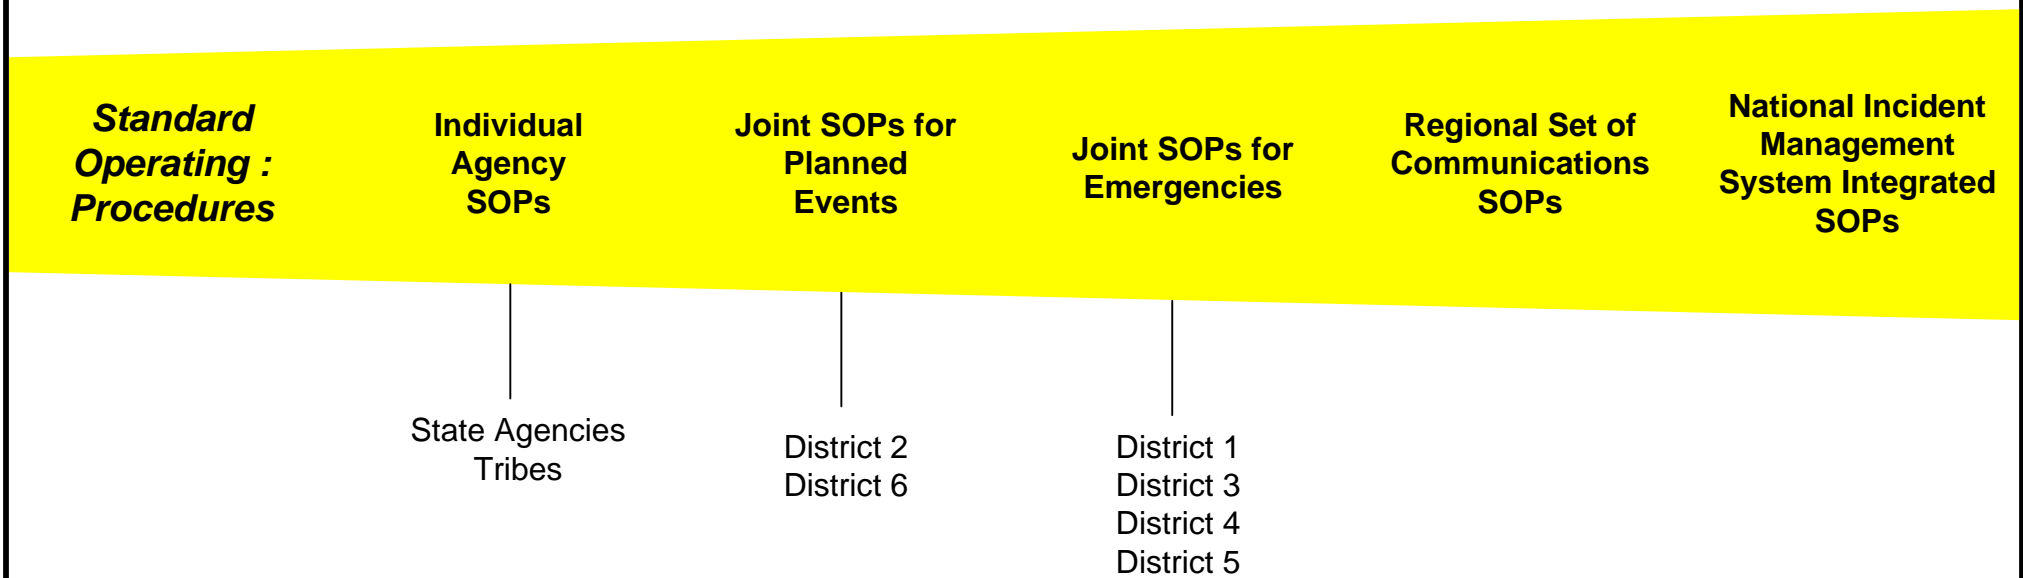 Standard
Operating :
Procedures
Individual
Agency
SOPs
Joint SOPs for
Planned
Events
Joint SOPs for
Emergencies
Regional Set of
Communications
SOPs
National Incident
Management
System Integrated
SOPs
State Agencies
Tribes
District 2
District 6
District 1
District 3
District 4
District 5